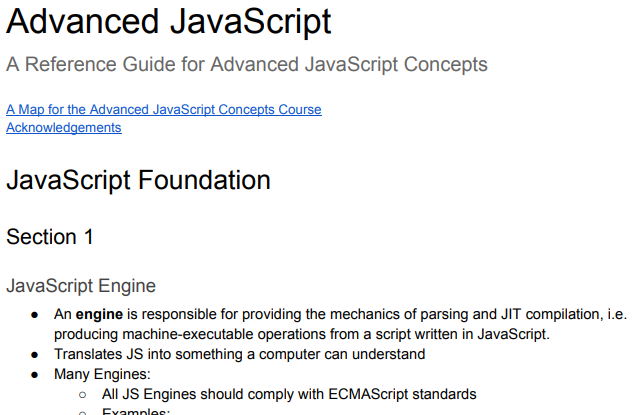 Advanced JavaScript
A Reference Guide for Advanced JavaScript Concepts
A Map for the Advanced JavaScript Concepts Course
Acknowledgements
JavaScript Foundation
Section 1
JavaScript Engine
● An engine is responsible for providing the mechanics of parsing and JIT compilation, i.e.
producing machine-executable operations from a script written in JavaScript.
● Translates JS into something a computer can understand
● Many Engines:
○ All JS Engines should comply with ECMAScript standards
○ Examples: